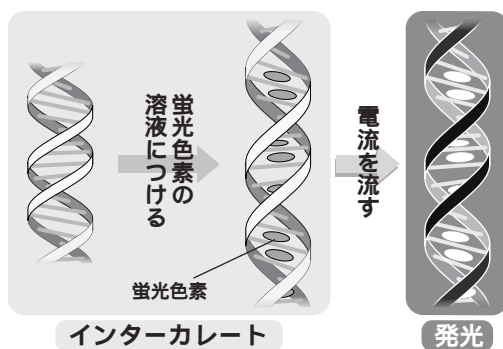 蛍光色素の
溶液につける
電流を流す
蛍光色素
インターカレート
発光